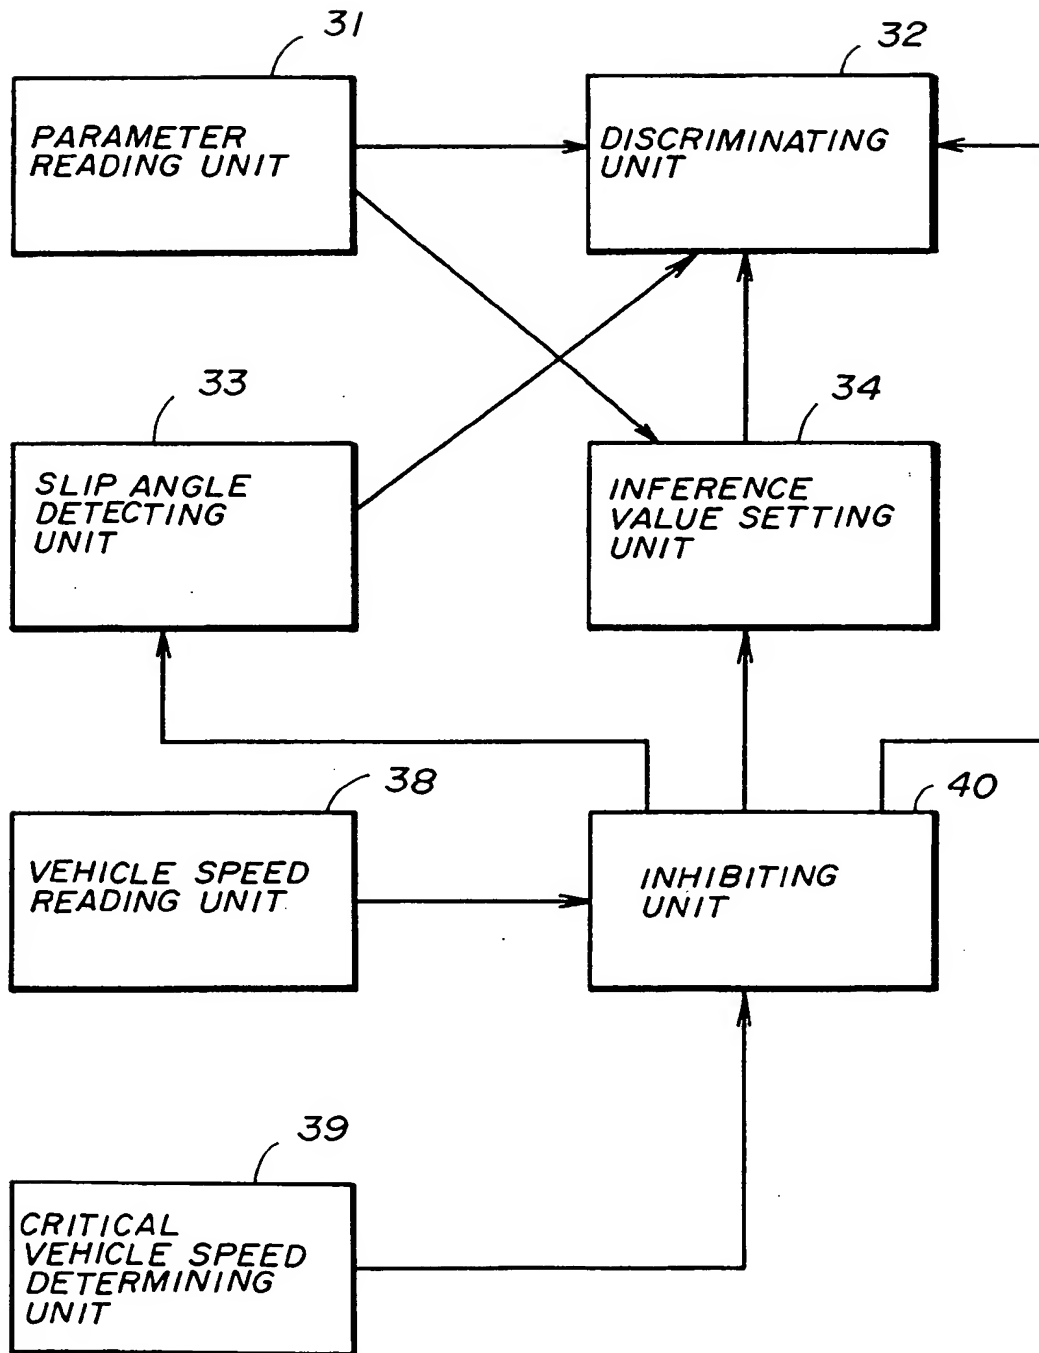 31
32
PARAMETER
READING UNIT
DISCRIMINATING
UNIT
33
34
SLIP ANGLE
DETECTING
UNIT
INFERENCE
VALUE SETTING
UNIT
38
40
VEHICLE SPEED
READING UNIT
INHIBITING
UNIT
39
CRITICAL
VEHICLE SPEED
DETERMINING
UNIT